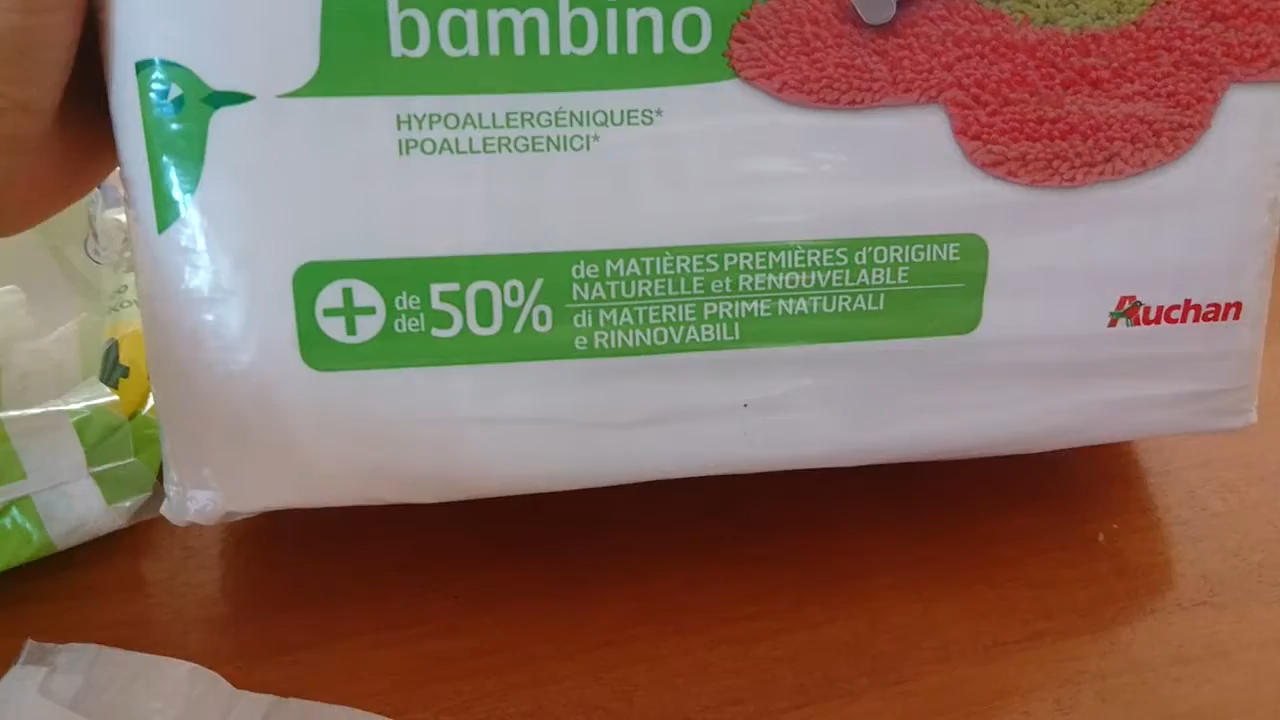 bambino
HYPOALLERGÉNIQUES*
IPOALLERGENICI*
+ de
del 50%
de MATIÈRES PREMIÈRES d'ORIGINE
NATURELLE et RENOUVELABLE
di MATERIE PRIME NATURALI
e RINNOVABILI
Auchan